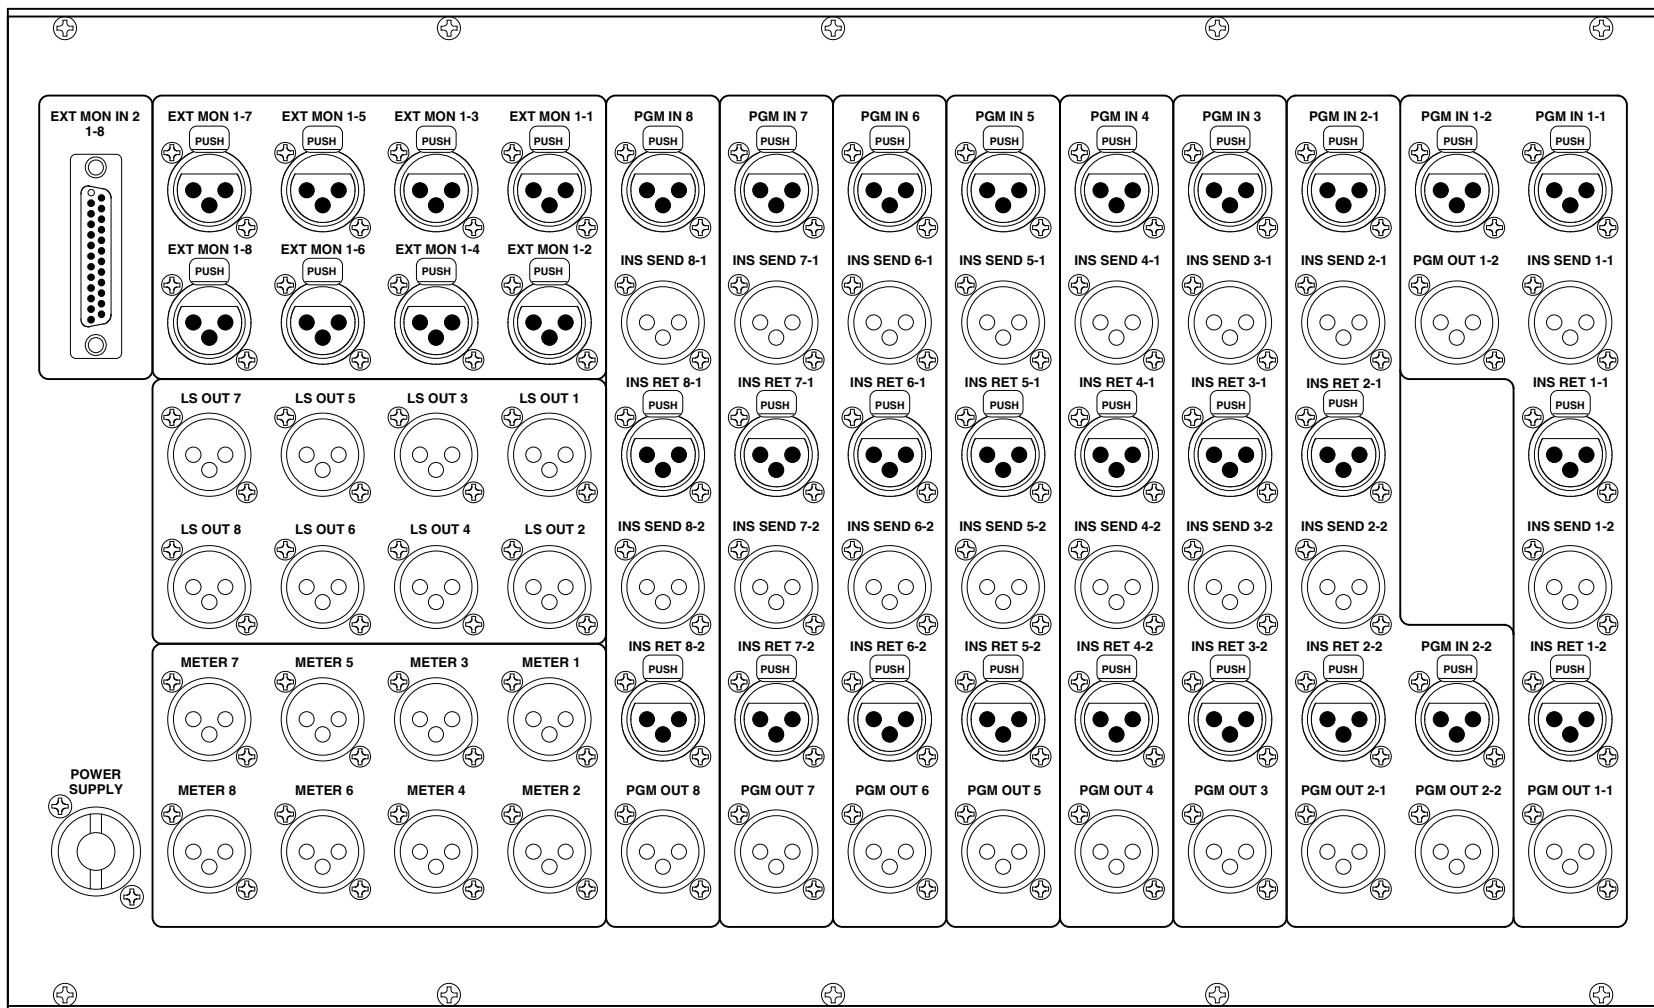 EXT MON IN 2
1-8
EXT MON 1-7 EXT MON 1-5 EXT MON 1-3 EXT MON 1-1 PGM IN 8 PGM IN 7 PGM IN 6 PGM IN 5 PGM IN 4 PGM IN 3 PGM IN 2-1 PGM IN 1-2 PGM IN 1-1
PUSH PUSH PUSH PUSH PUSH PUSH PUSH PUSH PUSH PUSH PUSH PUSH PUSH
EXT MON 1-8 EXT MON 1-6 EXT MON 1-4 EXT MON 1-2 INS SEND 8-1 INS SEND 7-1 INS SEND 6-1 INS SEND 5-1 INS SEND 4-1 INS SEND 3-1 INS SEND 2-1 PGM OUT 1-2 INS SEND 1-1
PUSH PUSH PUSH PUSH
LS OUT 7 LS OUT 5 LS OUT 3 LS OUT 1 INS RET 8-1 INS RET 7-1 INS RET 6-1 INS RET 5-1 INS RET 4-1 INS RET 3-1 INS RET 2-1 INS RET 1-1
PUSH PUSH PUSH PUSH PUSH PUSH PUSH PUSH
LS OUT 8 LS OUT 6 LS OUT 4 LS OUT 2 INS SEND 8-2 INS SEND 7-2 INS SEND 6-2 INS SEND 5-2 INS SEND 4-2 INS SEND 3-2 INS SEND 2-2 INS SEND 1-2
METER 7 METER 5 METER 3 METER 1 INS RET 8-2 INS RET 7-2 INS RET 6-2 INS RET 5-2 INS RET 4-2 INS RET 3-2 INS RET 2-2 PGM IN 2-2 INS RET 1-2
PUSH PUSH PUSH PUSH PUSH PUSH PUSH PUSH PUSH
POWER
SUPPLY
METER 8 METER 6 METER 4 METER 2 PGM OUT 8 PGM OUT 7 PGM OUT 6 PGM OUT 5 PGM OUT 4 PGM OUT 3 PGM OUT 2-1 PGM OUT 2-2 PGM OUT 1-1